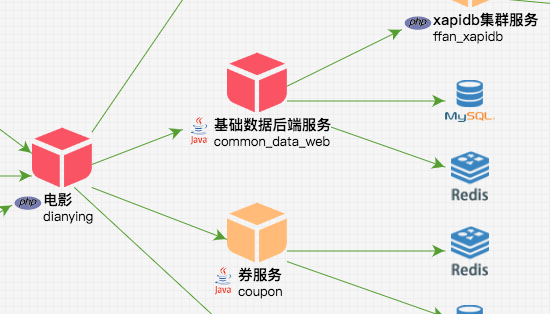 php
xapidb集群服务
ffan_xapidb
MySQL
Java
基础数据后端服务
common_data_web
Redis
php
电影
dianying
Redis
Java
券服务
coupon